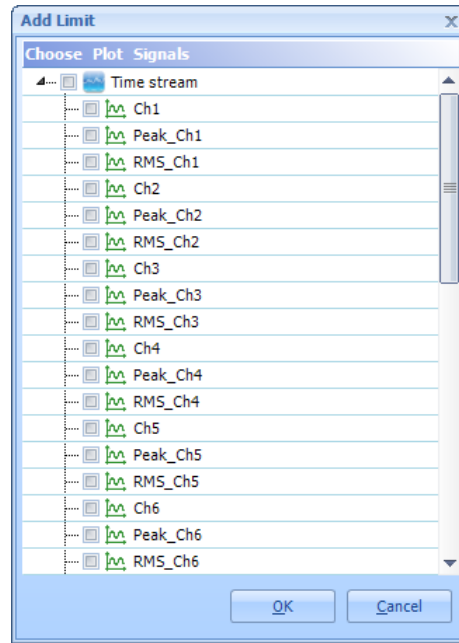 Add Limit
Choose Plot Signals
Time stream
Ch1
Peak_Ch1
RMS_Ch1
Ch2
Peak_Ch2
RMS_Ch2
Ch3
Peak_Ch3
RMS_Ch3
Ch4
Peak_Ch4
RMS_Ch4
Ch5
Peak_Ch5
RMS_Ch5
Ch6
Peak_Ch6
RMS_Ch6
OK Cancel